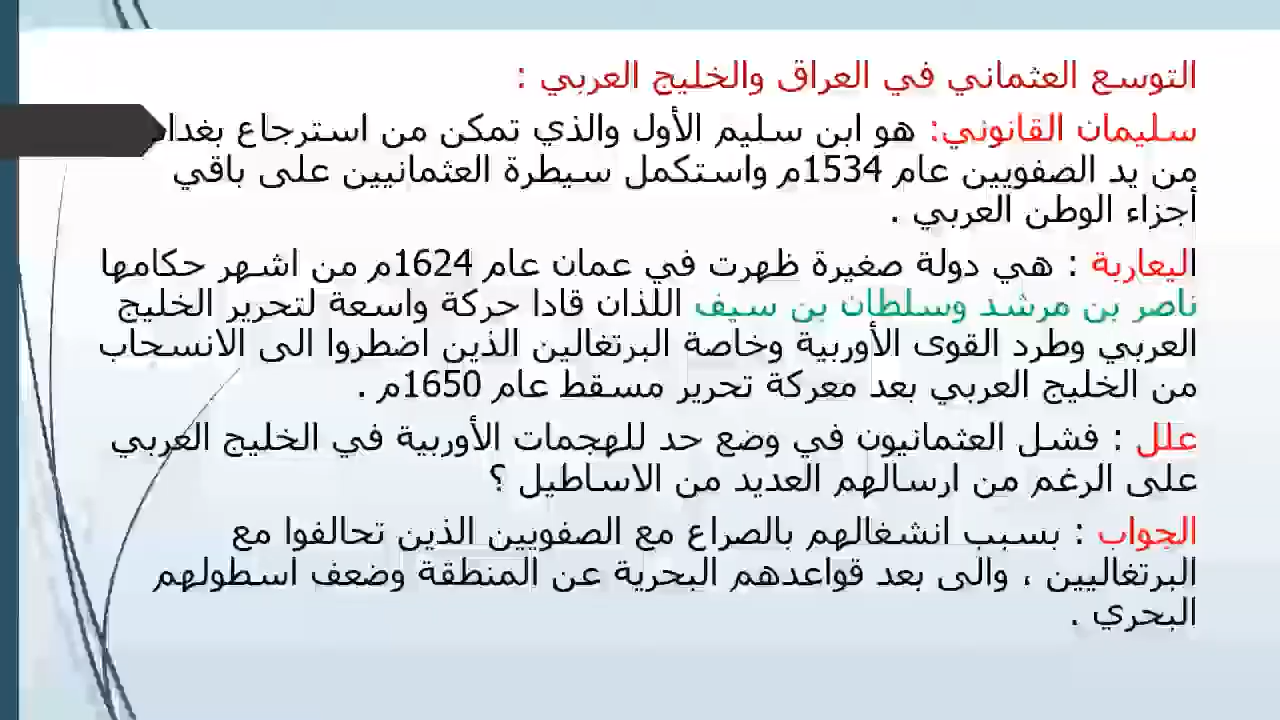 التوسع العثماني في العراق والخليج العربي :
سليمان القانوني: هو ابن سليم الأول والذي تمكن من استرجاع بغداد
من يد الصفويين عام 1534م واستكمل سيطرة العثمانيين على باقي
أجزاء الوطن العربي .
اليعاربة : هي دولة صغيرة ظهرت في عمان عام 1624م من اشهر حكامها
ناصر بن مرشد وسلطان بن سيف اللذان قادا حركة واسعة لتحرير الخليج
العربي وطرد القوى الأوربية وخاصة البرتغالين الذين اضطروا الى الانسحاب
من الخليج العربي بعد معركة تحرير مسقط عام 1650م .
علل : فشل العثمانيون في وضع حد للهجمات الأوربية في الخليج العربي
على الرغم من ارسالهم العديد من الاساطيل ؟
الجواب : بسبب انشغالهم بالصراع مع الصفويين الذين تحالفوا مع
البرتغاليين ، والى بعد قواعدهم البحرية عن المنطقة وضعف اسطولهم
البحري .